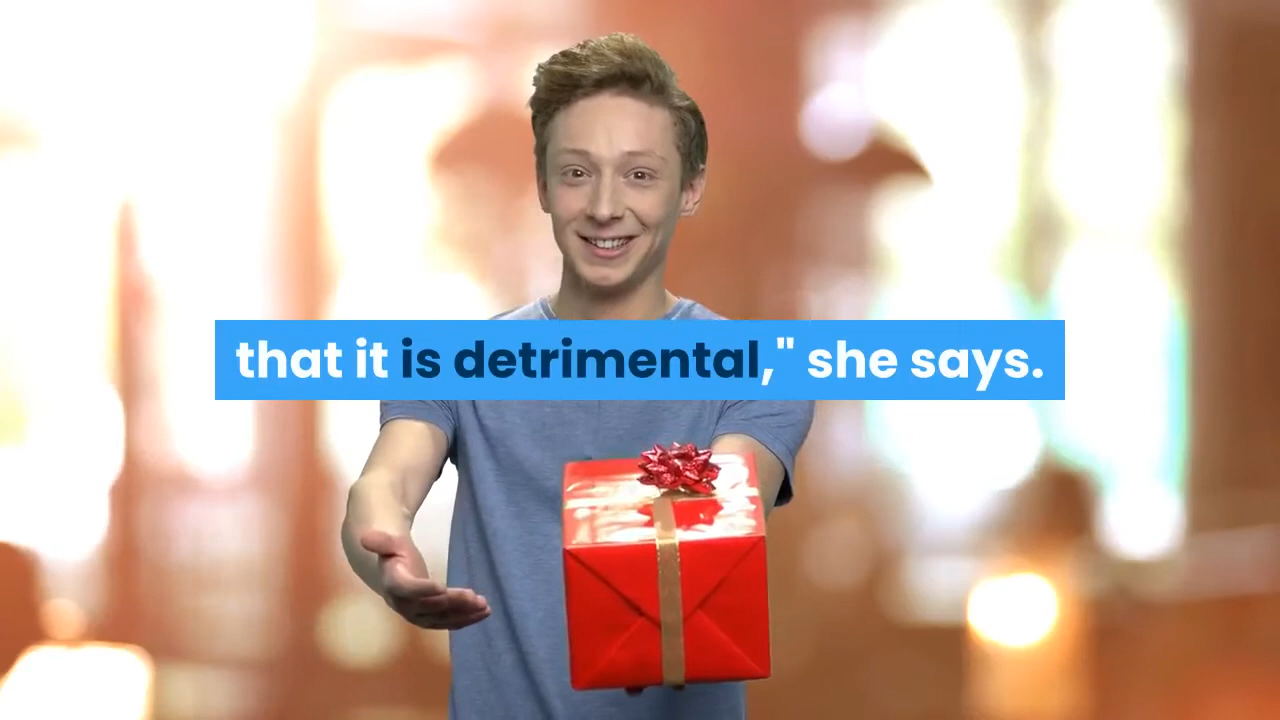 that it is detrimental," she says.